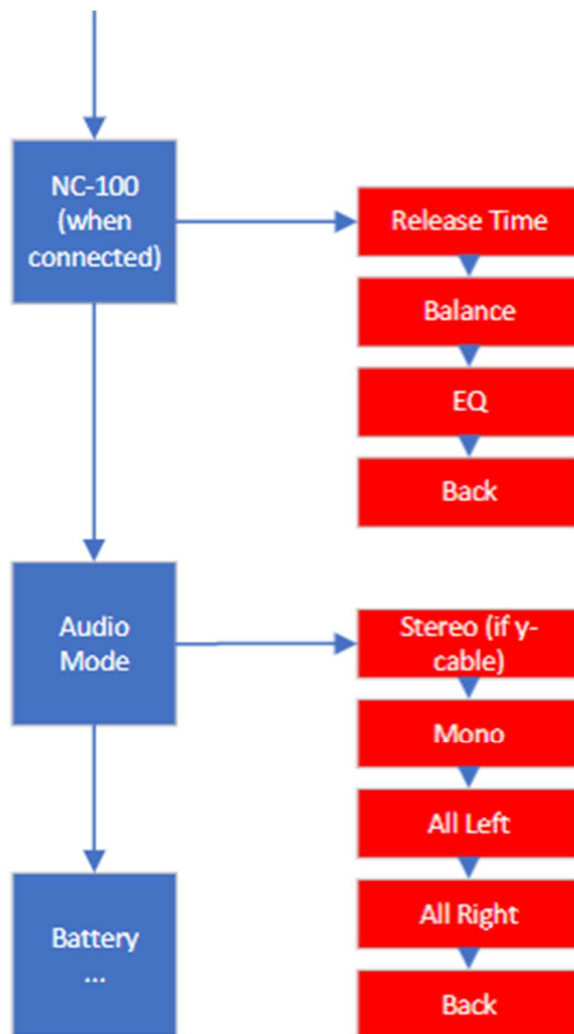 NC-100
(when
connected)
Release Time
Balance
EQ
Back
Audio
Mode
Stereo (if y-
cable)
Mono
All Left
All Right
Back
Battery
...